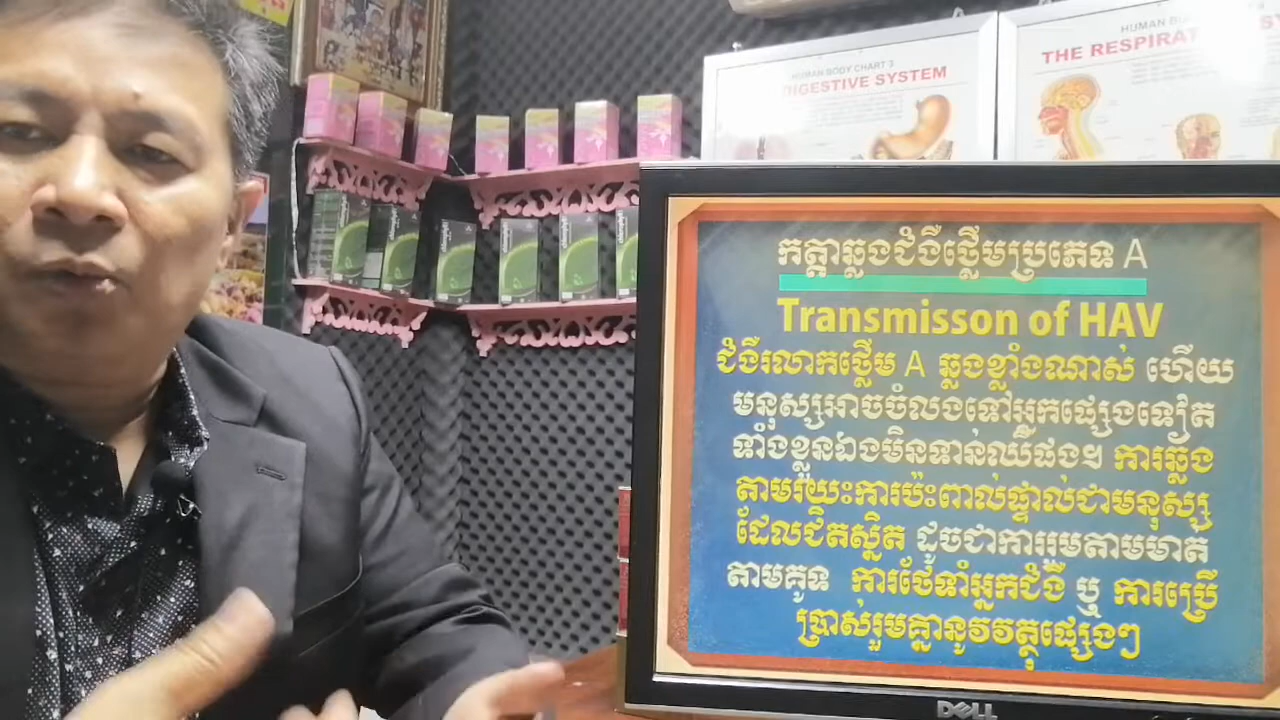 HUMAN BODY CHART 3
DIGESTIVE SYSTEM
HUMAN
THE RESPIRAT
កត្តាឆ្លងជំងឺថ្លើមប្រភេទ A
Transmisson of HAV
ជំងឺរលាកថ្លើម A ឆ្លងខ្លាំងណាស់ ហើយ
មនុស្សអាចចំលងទៅអ្នកផ្សេងទៀត
ទាំងខ្លួនឯងមិនទាន់ឈឺផង។ ការឆ្លង
តាមរយះការប៉ះពាល់ផ្ទាល់ជាមនុស្ស
ដែលជិតស្និត ដូចជាការរួមតាមមាត់
តាមគូទ ការថែទាំអ្នកជំងឺ ឬ ការប្រើ
ប្រាស់រួមគ្នានូវវត្ថុផ្សេងៗ
DELL